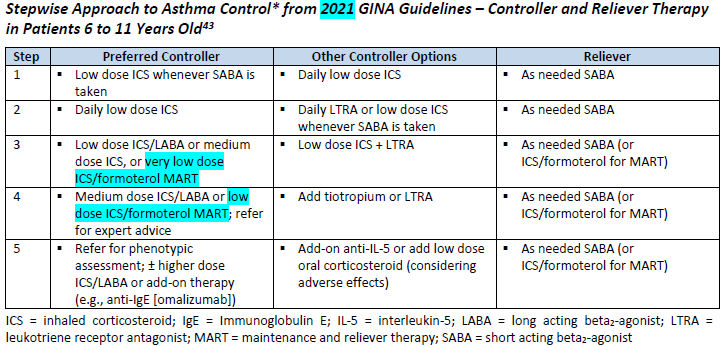 Stepwise Approach to Asthma Control* from 2021 GINA Guidelines – Controller and Reliever Therapy
in Patients 6 to 11 Years Old⁴³
Step
Preferred Controller
Other Controller Options
Reliever
1
▪ Low dose ICS whenever SABA is
taken
▪ Daily low dose ICS
▪ As needed SABA
2
▪ Daily low dose ICS
▪ Daily LTRA or low dose ICS
whenever SABA is taken
▪ As needed SABA
3
▪ Low dose ICS/LABA or medium
dose ICS, or very low dose
ICS/formoterol MART
▪ Low dose ICS + LTRA
▪ As needed SABA (or
ICS/formoterol for MART)
4
▪ Medium dose ICS/LABA or low
dose ICS/formoterol MART; refer
for expert advice
▪ Add tiotropium or LTRA
▪ As needed SABA (or
ICS/formoterol for MART)
5
▪ Refer for phenotypic
assessment; ± higher dose
ICS/LABA or add-on therapy
(e.g., anti-IgE [omalizumab])
▪ Add-on anti-IL-5 or add low dose
oral corticosteroid (considering
adverse effects)
▪ As needed SABA (or
ICS/formoterol for MART)
ICS = inhaled corticosteroid; IgE = Immunoglobulin E; IL-5 = interleukin-5; LABA = long acting beta₂-agonist; LTRA =
leukotriene receptor antagonist; MART = maintenance and reliever therapy; SABA = short acting beta₂-agonist